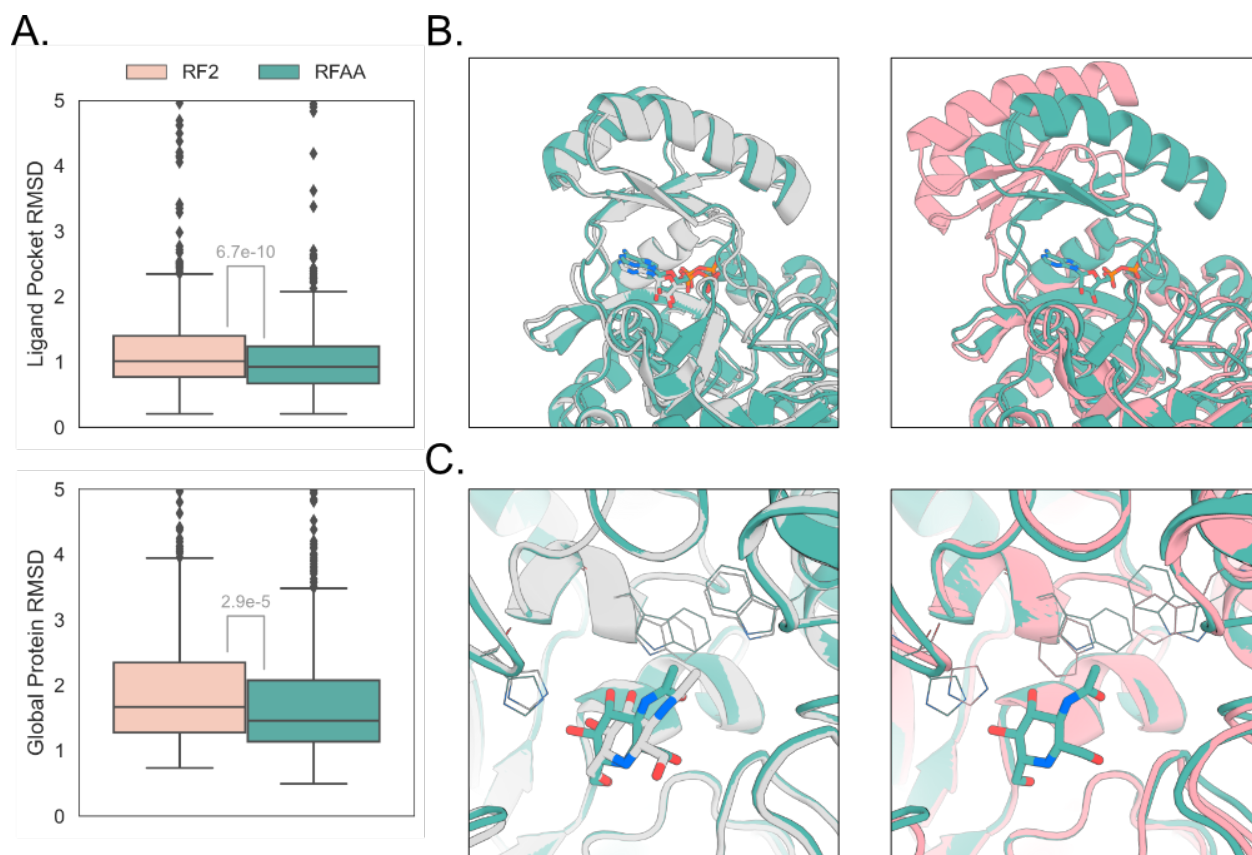 A.
RF2
RFAA
5
4
3
2
1
0
Ligand Pocket RMSD
6.7e-10
5
4
3
2
1
0
Global Protein RMSD
2.9e-5
B.
C.